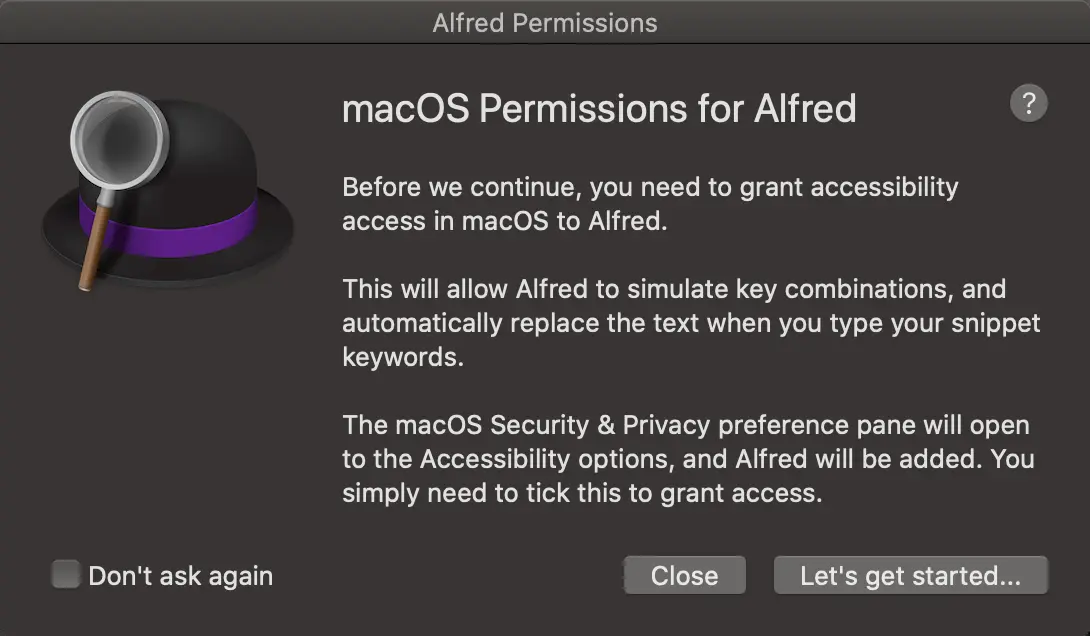 Alfred Permissions
macOS Permissions for Alfred
?
Before we continue, you need to grant accessibility
access in macOS to Alfred.
This will allow Alfred to simulate key combinations, and
automatically replace the text when you type your snippet
keywords.
The macOS Security & Privacy preference pane will open
to the Accessibility options, and Alfred will be added. You
simply need to tick this to grant access.
Don't ask again
Close
Let's get started...